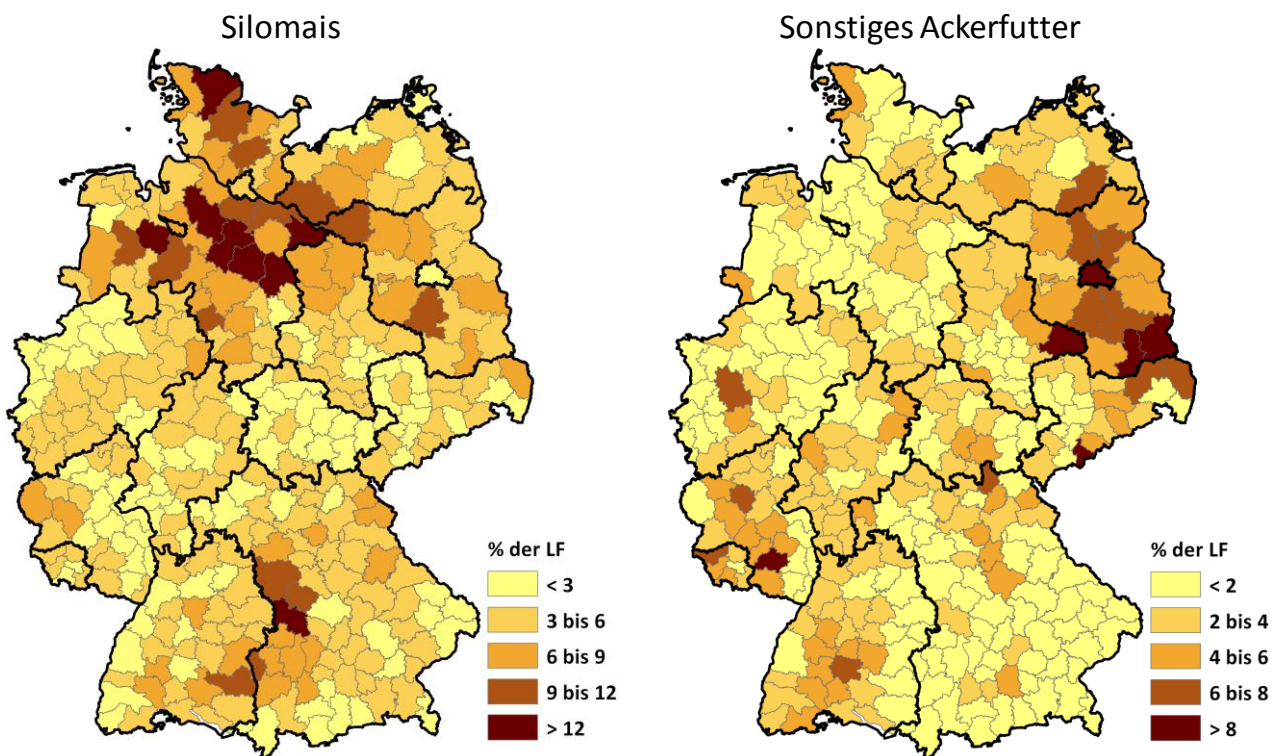 Silomais
Sonstiges Ackerfutter
% der LF
< 3
3 bis 6
6 bis 9
9 bis 12
> 12
% der LF
< 2
2 bis 4
4 bis 6
6 bis 8
> 8